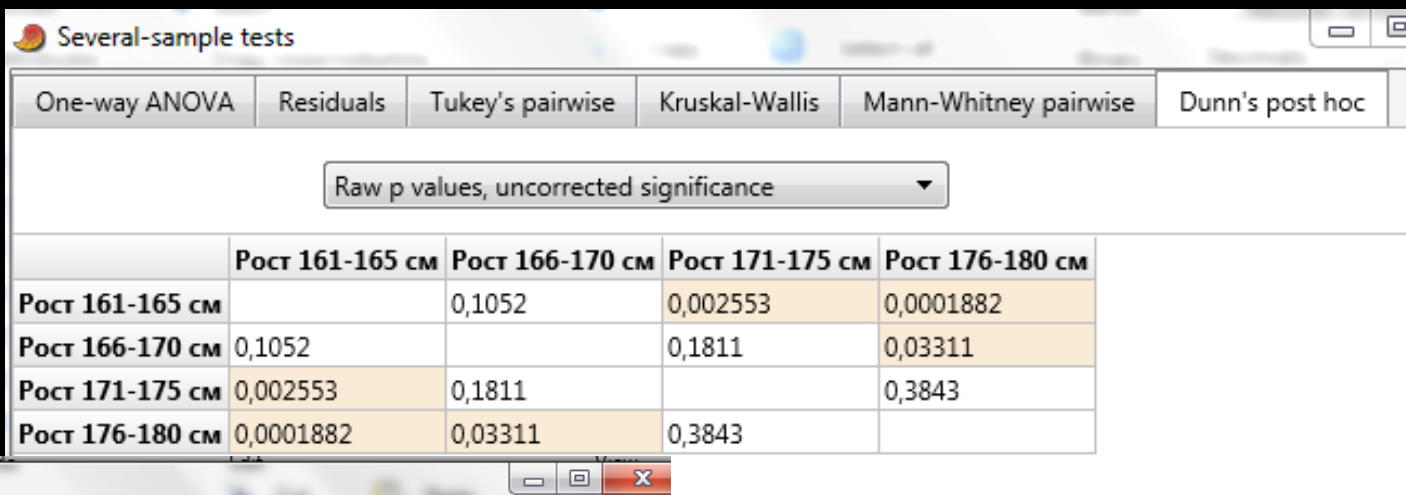 Several-sample tests
One-way ANOVA Residuals Tukey's pairwise Kruskal-Wallis Mann-Whitney pairwise Dunn's post hoc
Raw p values, uncorrected significance
Рост 161-165 см Рост 166-170 см Рост 171-175 см Рост 176-180 см
Рост 161-165 см 0,1052 0,002553 0,0001882
Рост 166-170 см 0,1052 0,1811 0,03311
Рост 171-175 см 0,002553 0,1811 0,3843
Рост 176-180 см 0,0001882 0,03311 0,3843